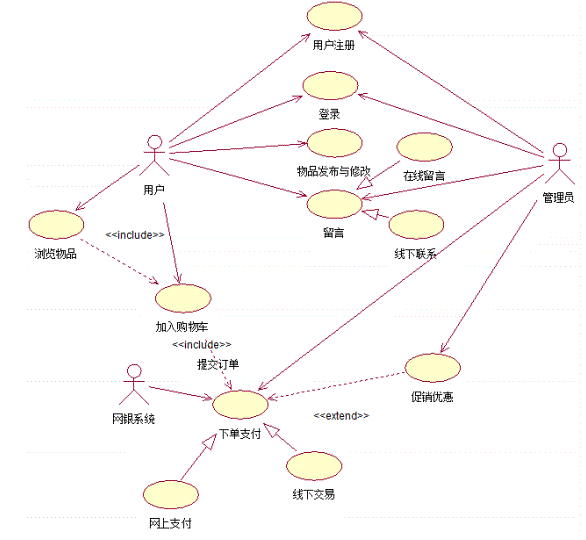 用户注册
登录
物品发布与修改
在线留言
用户
管理员
留言
浏览物品
<<include>>
线下联系
加入购物车
<<include>>
提交订单
促销优惠
网银系统
下单支付
<<extend>>
线下交易
网上支付